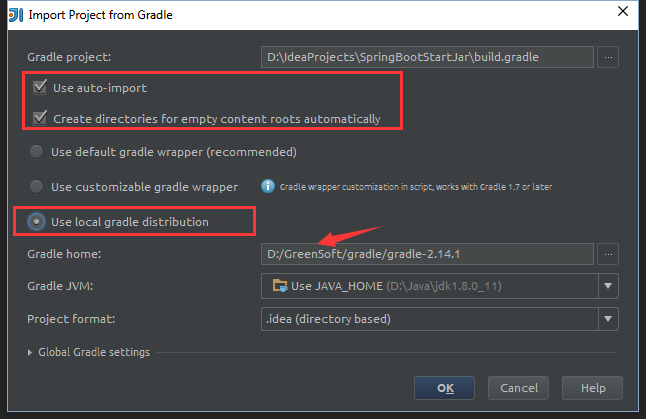 Import Project from Gradle
Gradle project: D:\IdeaProjects\SpringBootStartJar\build.gradle ...
Use auto-import
Create directories for empty content roots automatically
Use default gradle wrapper (recommended)
Use customizable gradle wrapper Gradle wrapper customization in script, works with Gradle 1.7 or later
Use local gradle distribution
Gradle home: D:/GreenSoft/gradle/gradle-2.14.1 ...
Gradle JVM: Use JAVA_HOME (D:\Java\jdk1.8.0_11)
Project format: .idea (directory based)
Global Gradle settings
OK Cancel Help